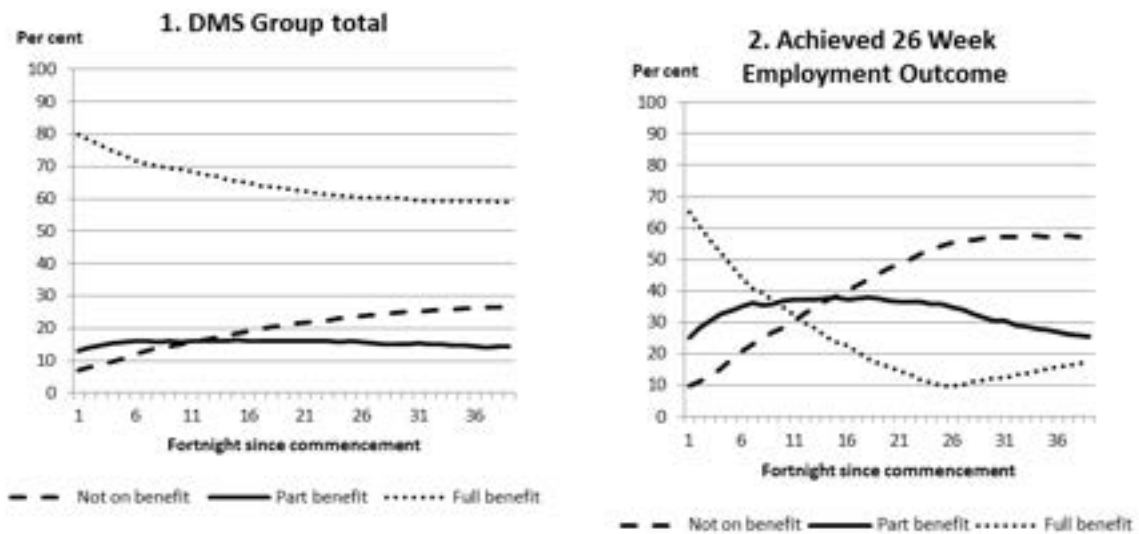 1. DMS Group total
Per cent
100
90
80
70
60
50
40
30
20
10
0
1 6 11 16 21 26 31 36
Fortnight since commencement
Not on benefit Part benefit Full benefit
2. Achieved 26 Week
Employment Outcome
Per cent
100
90
80
70
60
50
40
30
20
10
0
1 6 11 16 21 26 31 36
Fortnight since commencement
Not on benefit Part benefit Full benefit